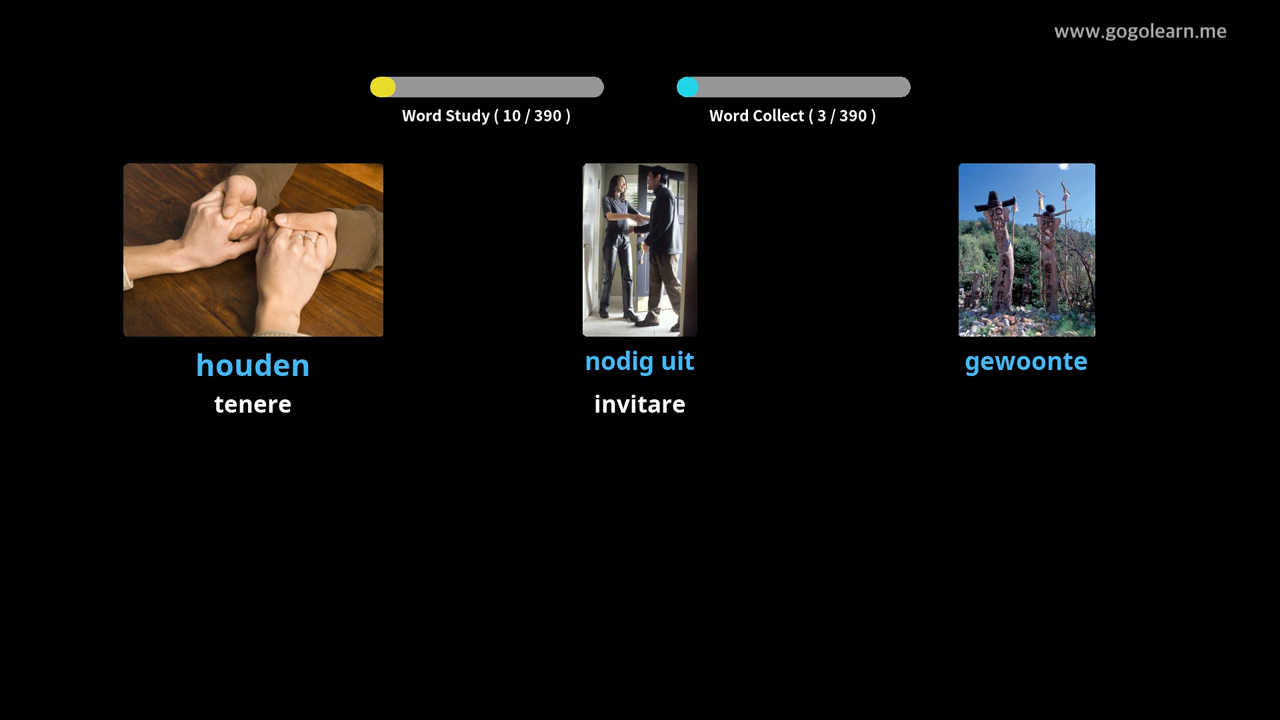 www.gogolearn.me
Word Study ( 10 / 390 )
Word Collect ( 3 / 390 )
houden
nodig uit
gewoonte
tenere
invitare